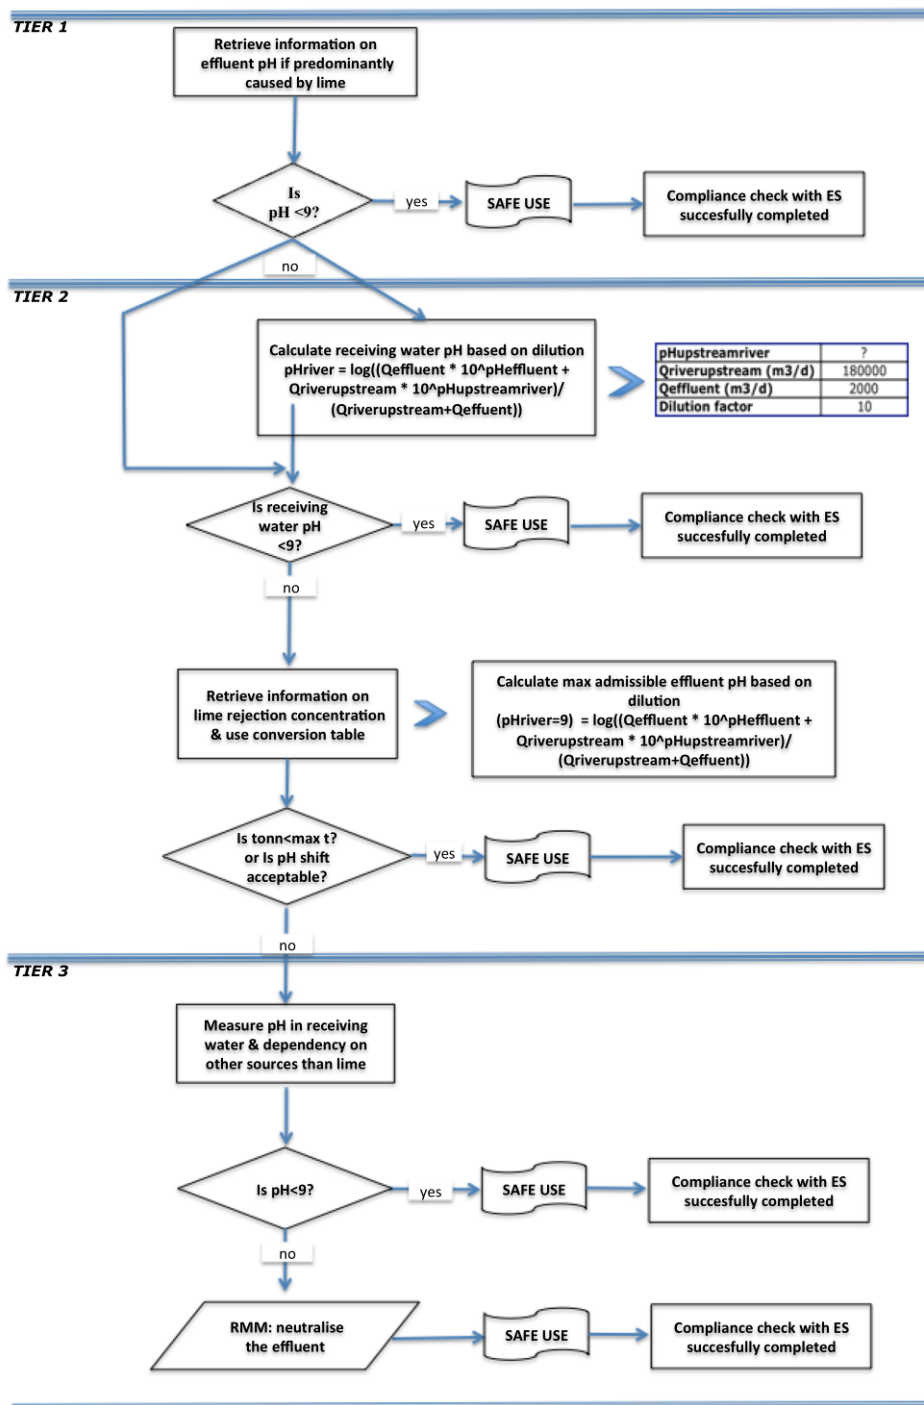 TIER 1
Retrieve information on
effluent pH if predominantly
caused by lime
Is
pH <9?
yes
SAFE USE
Compliance check with ES
succesfully completed
no
TIER 2
Calculate receiving water pH based on dilution
pHriver = log((Qeffluent * 10^pHeffluent +
Qriverupstream * 10^pHupstreamriver)/
(Qriverupstream+Qeffuent))
pHupstreamriver ?
Qriverupstream (m3/d) 180000
Qeffluent (m3/d) 2000
Dilution factor 10
Is receiving
water pH
<9?
yes
SAFE USE
Compliance check with ES
succesfully completed
no
Retrieve information on
lime rejection concentration
& use conversion table
Calculate max admissible effluent pH based on
dilution
(pHriver=9) = log((Qeffluent * 10^pHeffluent +
Qriverupstream * 10^pHupstreamriver)/
(Qriverupstream+Qeffuent))
Is tonn<max t?
or Is pH shift
acceptable?
yes
SAFE USE
Compliance check with ES
succesfully completed
no
TIER 3
Measure pH in receiving
water & dependency on
other sources than lime
Is pH<9?
yes
SAFE USE
Compliance check with ES
succesfully completed
no
RMM: neutralise
the effluent
SAFE USE
Compliance check with ES
succesfully completed